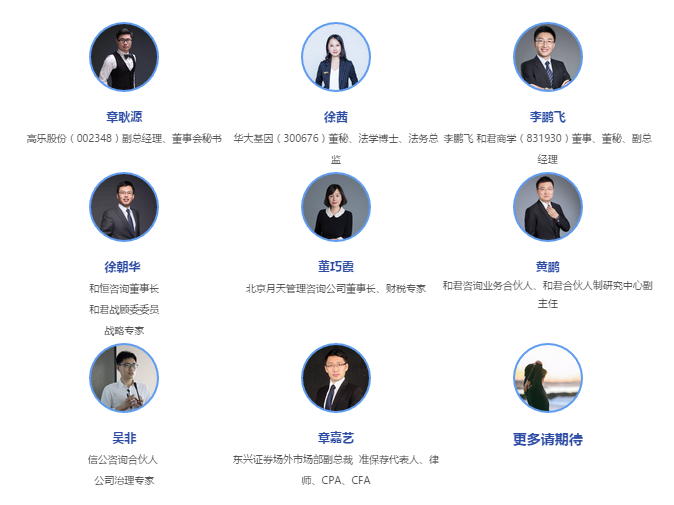 章耿源
徐茜
李鹏飞
高乐股份（002348）副总经理、董事会秘书
华大基因（300676）董秘、法学博士、法务总
监
李鹏飞 和君商学（831930）董事、董秘、副总
经理
徐朝华
董巧霞
黄鹏
和恒咨询董事长
和君战顾委委员
战略专家
北京月天管理咨询公司董事长、财税专家
和君咨询业务合伙人、和君合伙人制研究中心副
主任
吴非
章嘉艺
更多请期待
信公咨询合伙人
公司治理专家
东兴证券场外市场部副总裁 准保荐代表人、律
师、CPA、CFA